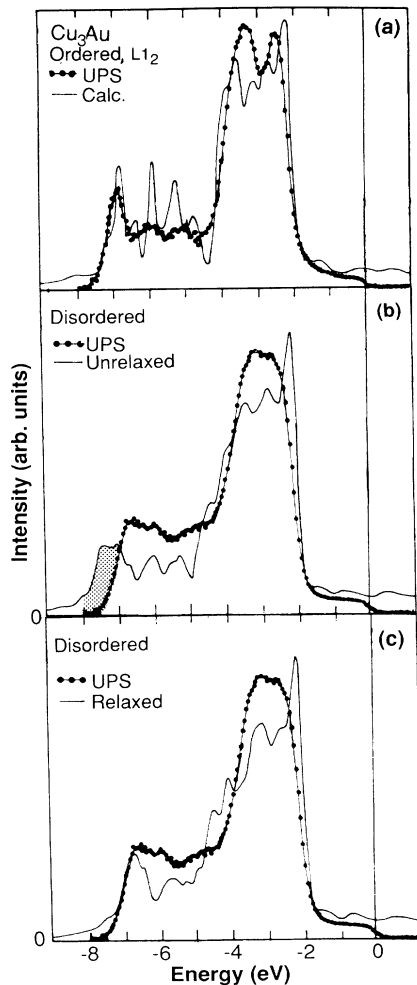 (a)
Cu₃Au
Ordered, L1₂
UPS
Calc.
(b)
Disordered
UPS
Unrelaxed
Intensity (arb. units)
0
(c)
Disordered
UPS
Relaxed
0
-8 -6 -4 -2 0
Energy (eV)